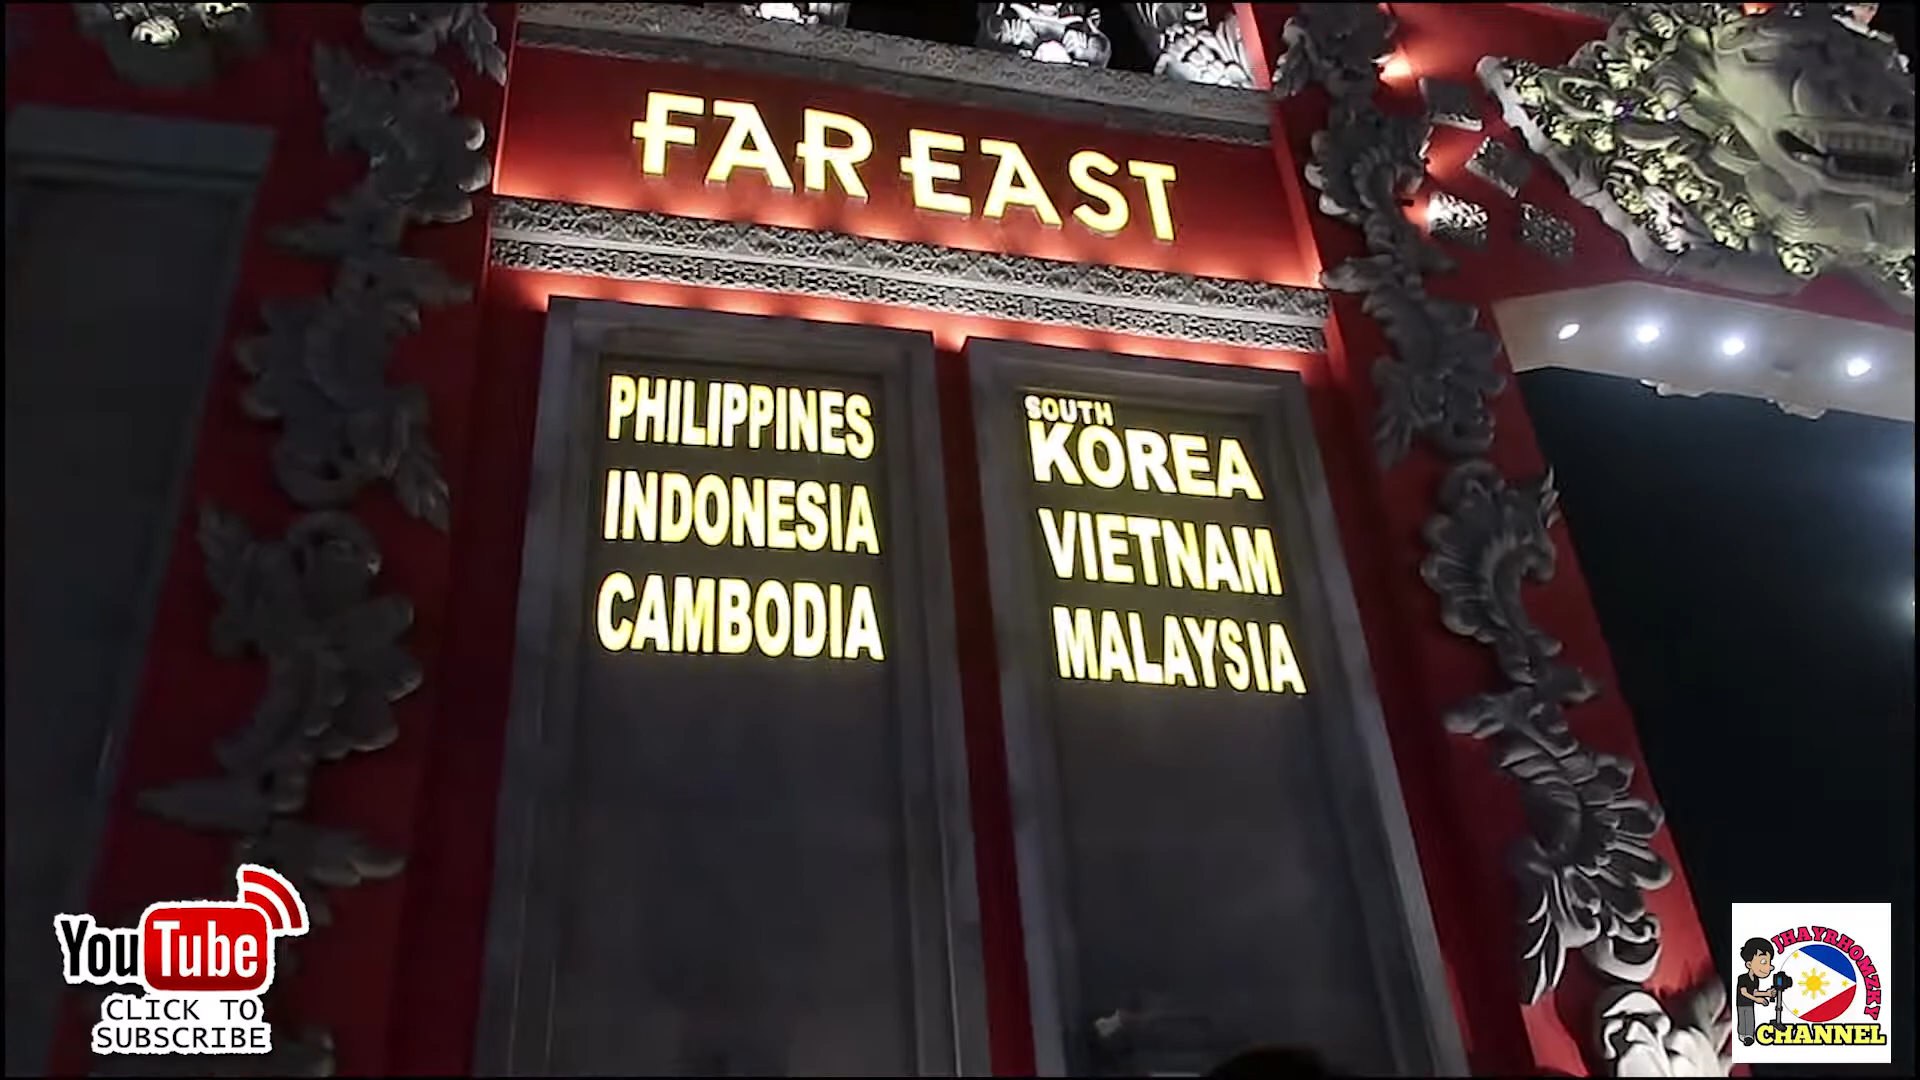 FAR EAST
PHILIPPINES
INDONESIA
CAMBODIA
SOUTH
KOREA
VIETNAM
MALAYSIA
YouTube
CLICK TO
SUBSCRIBE
JHAYRHOMZKY
CHANNEL